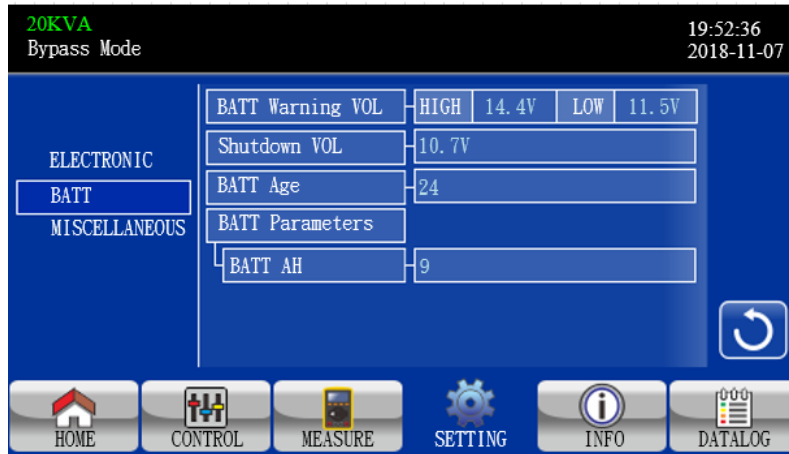 20KVA 19:52:36
Bypass Mode 2018-11-07
ELECTRONIC
BATT
MISCELLANEOUS
BATT Warning VOL HIGH 14.4V LOW 11.5V
Shutdown VOL 10.7V
BATT Age 24
BATT Parameters
BATT AH 9
HOME CONTROL MEASURE SETTING INFO DATALOG